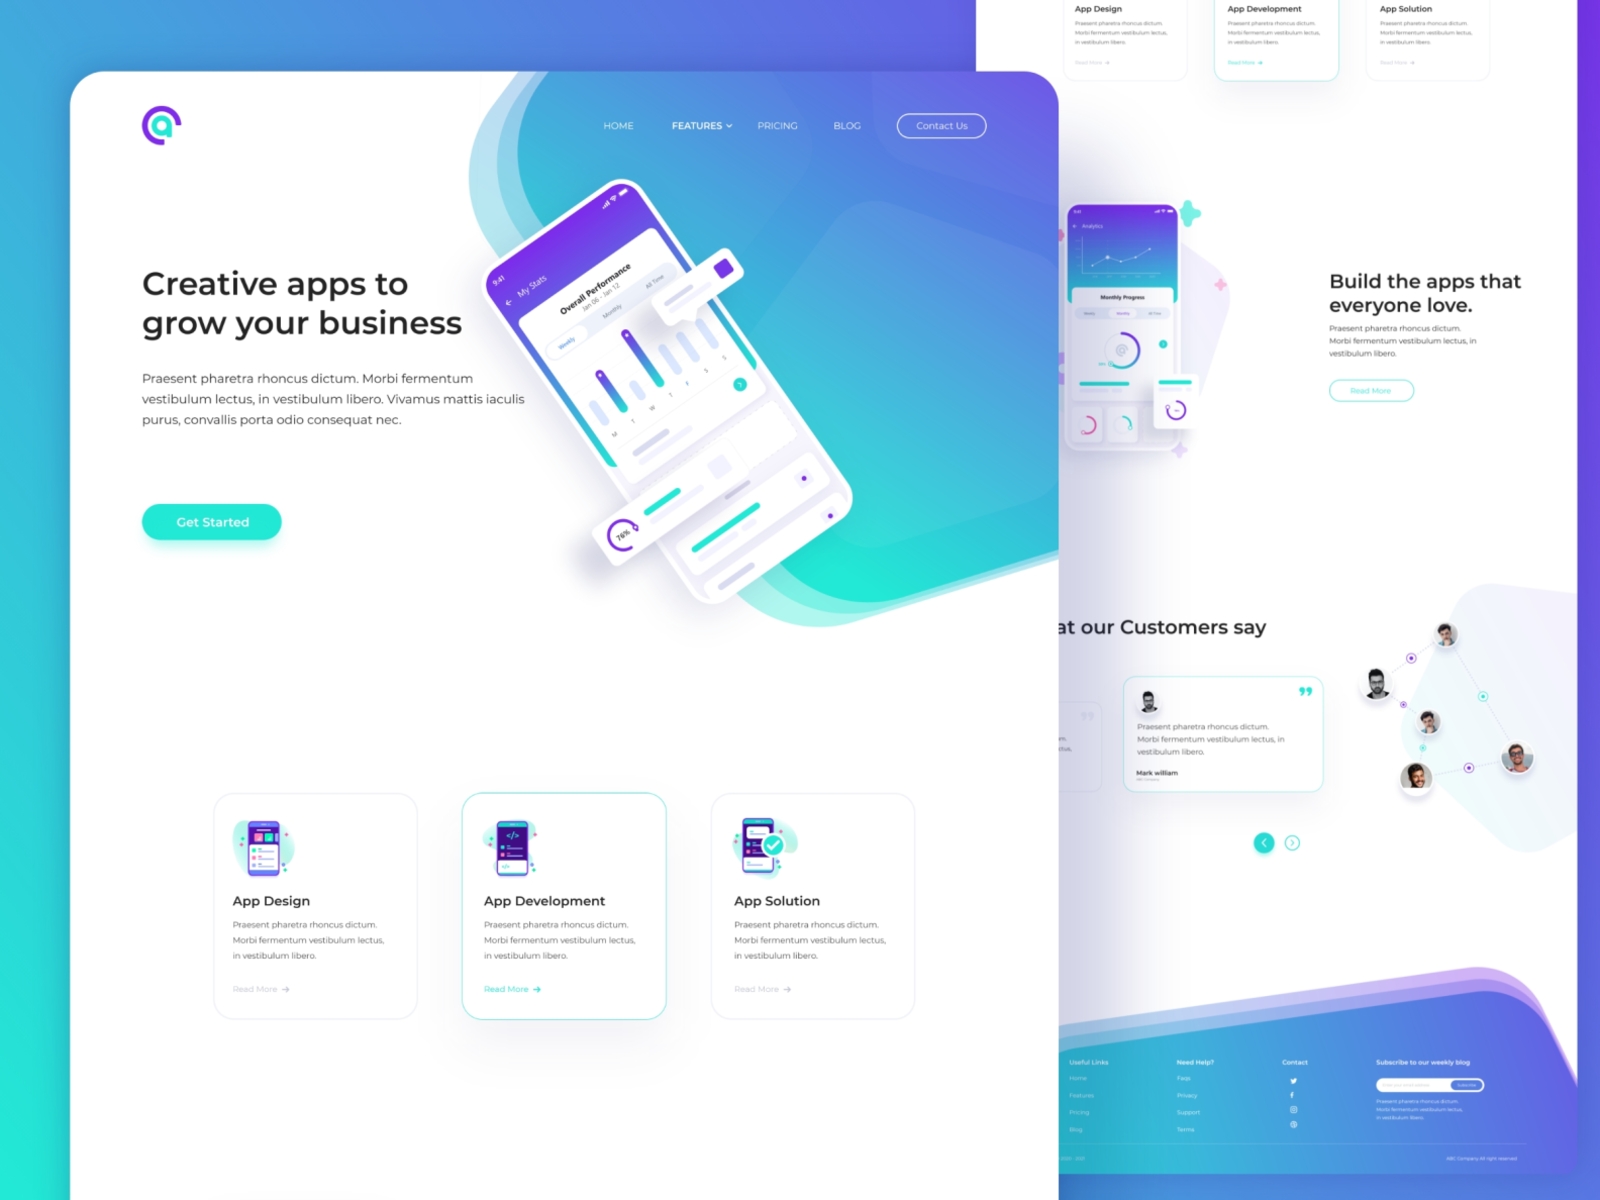 HOME
FEATURES
PRICING
BLOG
Contact Us
Creative apps to
grow your business
Praesent pharetra rhoncus dictum. Morbi fermentum
vestibulum lectus, in vestibulum libero. Vivamus mattis iaculis
purus, convallis porta odio consequat nec.
Get Started
9:41
My Stats
Overall Performance
Jan 06 - Jan 12
Weekly
Monthly
All Time
M
T
W
T
F
S
S
76%
App Design
Praesent pharetra rhoncus dictum.
Morbi fermentum vestibulum lectus,
in vestibulum libero.
Read More
App Development
Praesent pharetra rhoncus dictum.
Morbi fermentum vestibulum lectus,
in vestibulum libero.
Read More
App Solution
Praesent pharetra rhoncus dictum.
Morbi fermentum vestibulum lectus,
in vestibulum libero.
Read More
App Design
Praesent pharetra rhoncus dictum.
Morbi fermentum vestibulum lectus,
in vestibulum libero.
Read More
App Development
Praesent pharetra rhoncus dictum.
Morbi fermentum vestibulum lectus,
in vestibulum libero.
Read More
App Solution
Praesent pharetra rhoncus dictum.
Morbi fermentum vestibulum lectus,
in vestibulum libero.
Read More
9:41
Analytics
Monthly Progress
Weekly
Monthly
All Time
Build the apps that
everyone love.
Praesent pharetra rhoncus dictum.
Morbi fermentum vestibulum lectus, in
vestibulum libero.
Read More
at our Customers say
Praesent pharetra rhoncus dictum.
Morbi fermentum vestibulum lectus, in
vestibulum libero.
Mark william
Useful Links
Home
Features
Pricing
Blog
Need Help?
Faqs
Privacy
Support
Terms
Contact
Subscribe to our weekly blog
Subscribe
Praesent pharetra rhoncus dictum.
Morbi fermentum vestibulum lectus,
in vestibulum libero.
ABC Company All right reserved